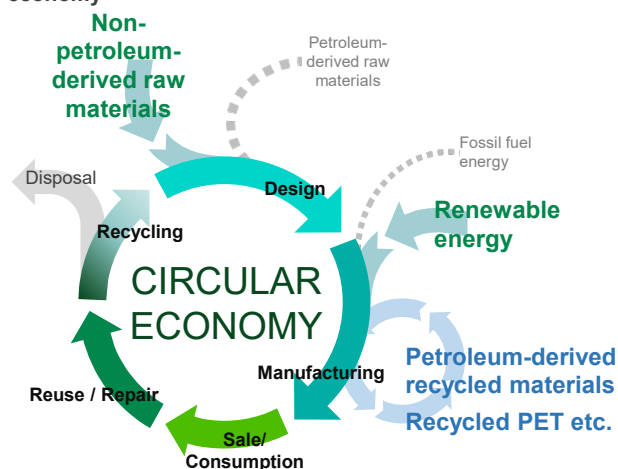 economy
Non-
petroleum-
derived raw
materials
Petroleum-
derived raw
materials
Fossil fuel
energy
Disposal
Design
Recycling
Renewable
energy
CIRCULAR
ECONOMY
Manufacturing
Petroleum-derived
recycled materials
Recycled PET etc.
Reuse / Repair
Sale/
Consumption